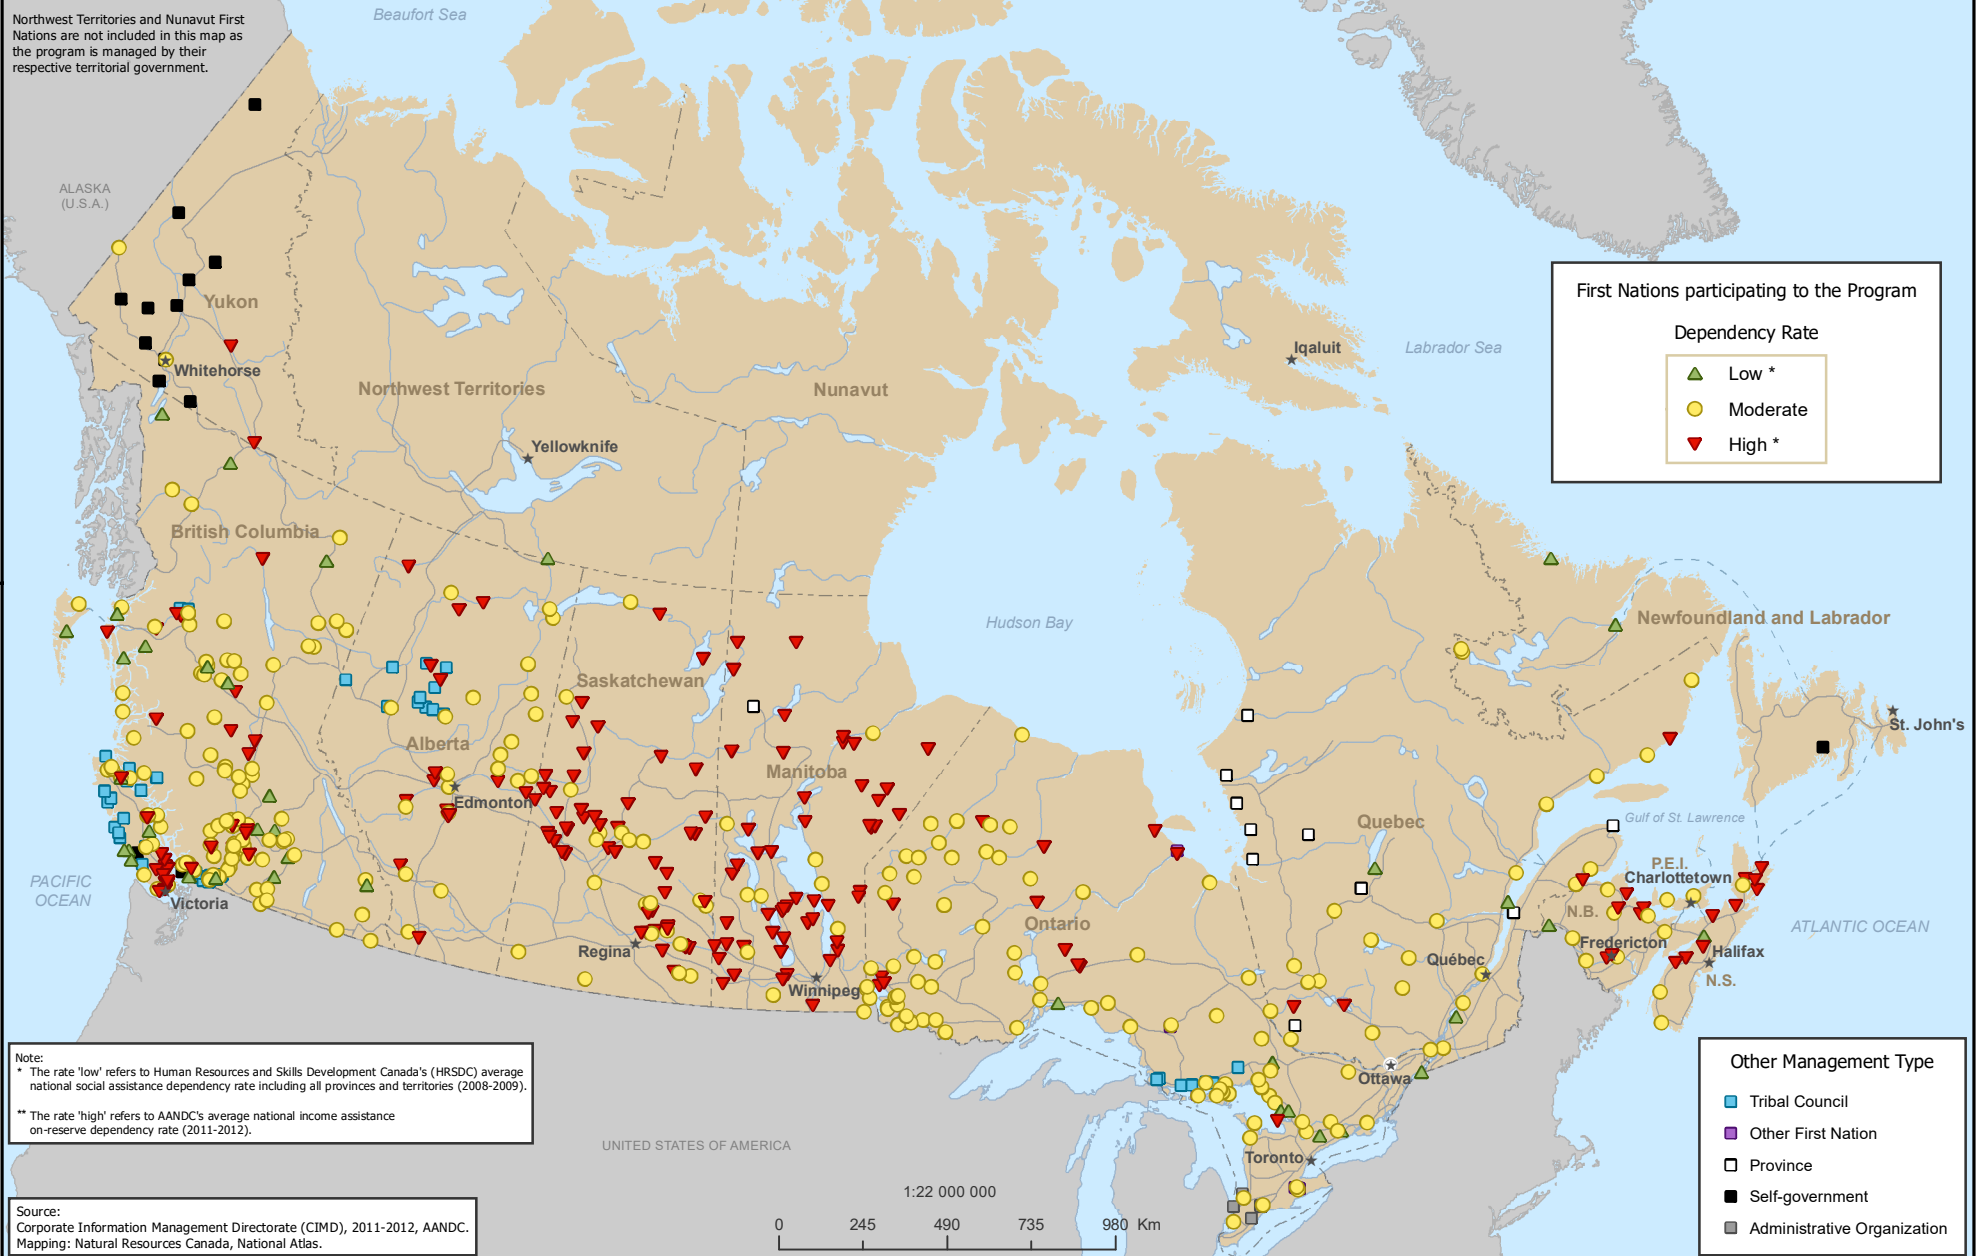 Northwest Territories and Nunavut First
Nations are not included in this map as
the program is managed by their
respective territorial government.
Beaufort Sea
ALASKA
(U.S.A.)
Yukon
Whitehorse
Northwest Territories
Yellowknife
Nunavut
Iqaluit
Labrador Sea
First Nations participating to the Program
Dependency Rate
Low *
Moderate
High *
British Columbia
Hudson Bay
Newfoundland and Labrador
Saskatchewan
St. John's
Alberta
Manitoba
Edmonton
Quebec
Gulf of St. Lawrence
P.E.I.
Charlottetown
PACIFIC
OCEAN
Victoria
N.B.
Ontario
ATLANTIC OCEAN
Regina
Fredericton
Halifax
Québec
N.S.
Winnipeg
Ottawa
Note:
* The rate 'low' refers to Human Resources and Skills Development Canada's (HRSDC) average
national social assistance dependency rate including all provinces and territories (2008-2009).
** The rate 'high' refers to AANDC's average national income assistance
on-reserve dependency rate (2011-2012).
UNITED STATES OF AMERICA
Toronto
Other Management Type
Tribal Council
Other First Nation
Province
Self-government
Administrative Organization
Source:
Corporate Information Management Directorate (CIMD), 2011-2012, AANDC.
Mapping: Natural Resources Canada, National Atlas.
1:22 000 000
0 245 490 735 980 Km